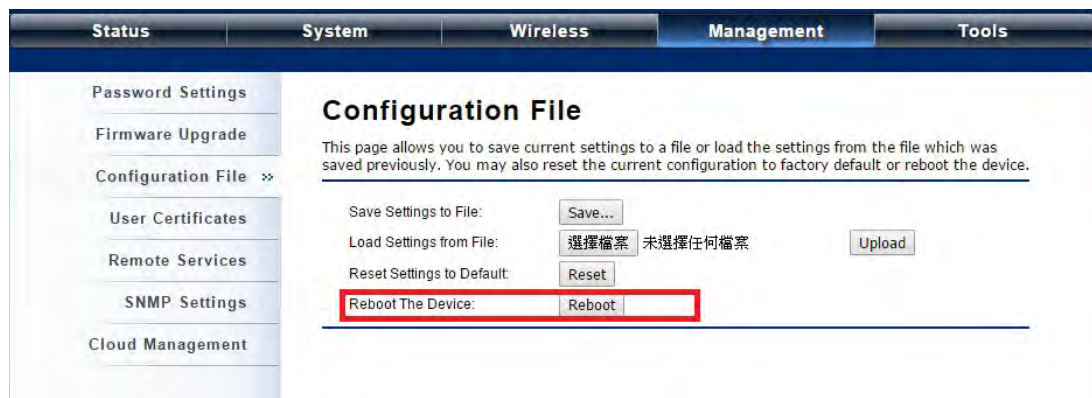 Status System Wireless Management Tools
Password Settings
Firmware Upgrade
Configuration File »
User Certificates
Remote Services
SNMP Settings
Cloud Management
Configuration File
This page allows you to save current settings to a file or load the settings from the file which was
saved previously. You may also reset the current configuration to factory default or reboot the device.
Save Settings to File: Save...
Load Settings from File: 選擇檔案 未選擇任何檔案 Upload
Reset Settings to Default: Reset
Reboot The Device: Reboot